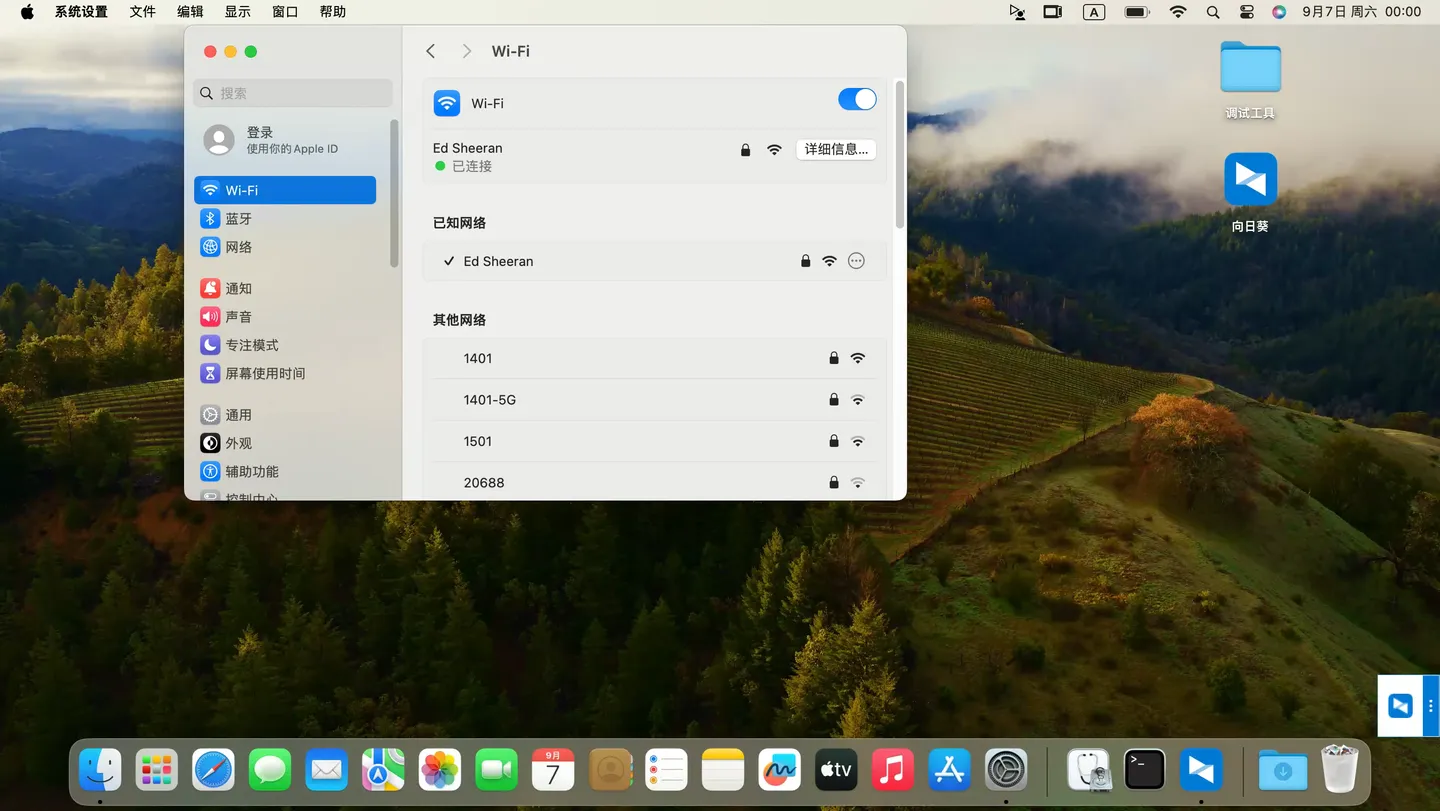 系统设置 文件 编辑 显示 窗口 帮助 A 9月7日 周六 00:00
搜索
登录
使用你的 Apple ID
Wi-Fi
蓝牙
网络
通知
声音
专注模式
屏幕使用时间
通用
外观
辅助功能
控制中心
Wi-Fi
Wi-Fi
Ed Sheeran
已连接
详细信息...
已知网络
Ed Sheeran
其他网络
1401
1401-5G
1501
20688
调试工具
向日葵
9月
7
tv
>_